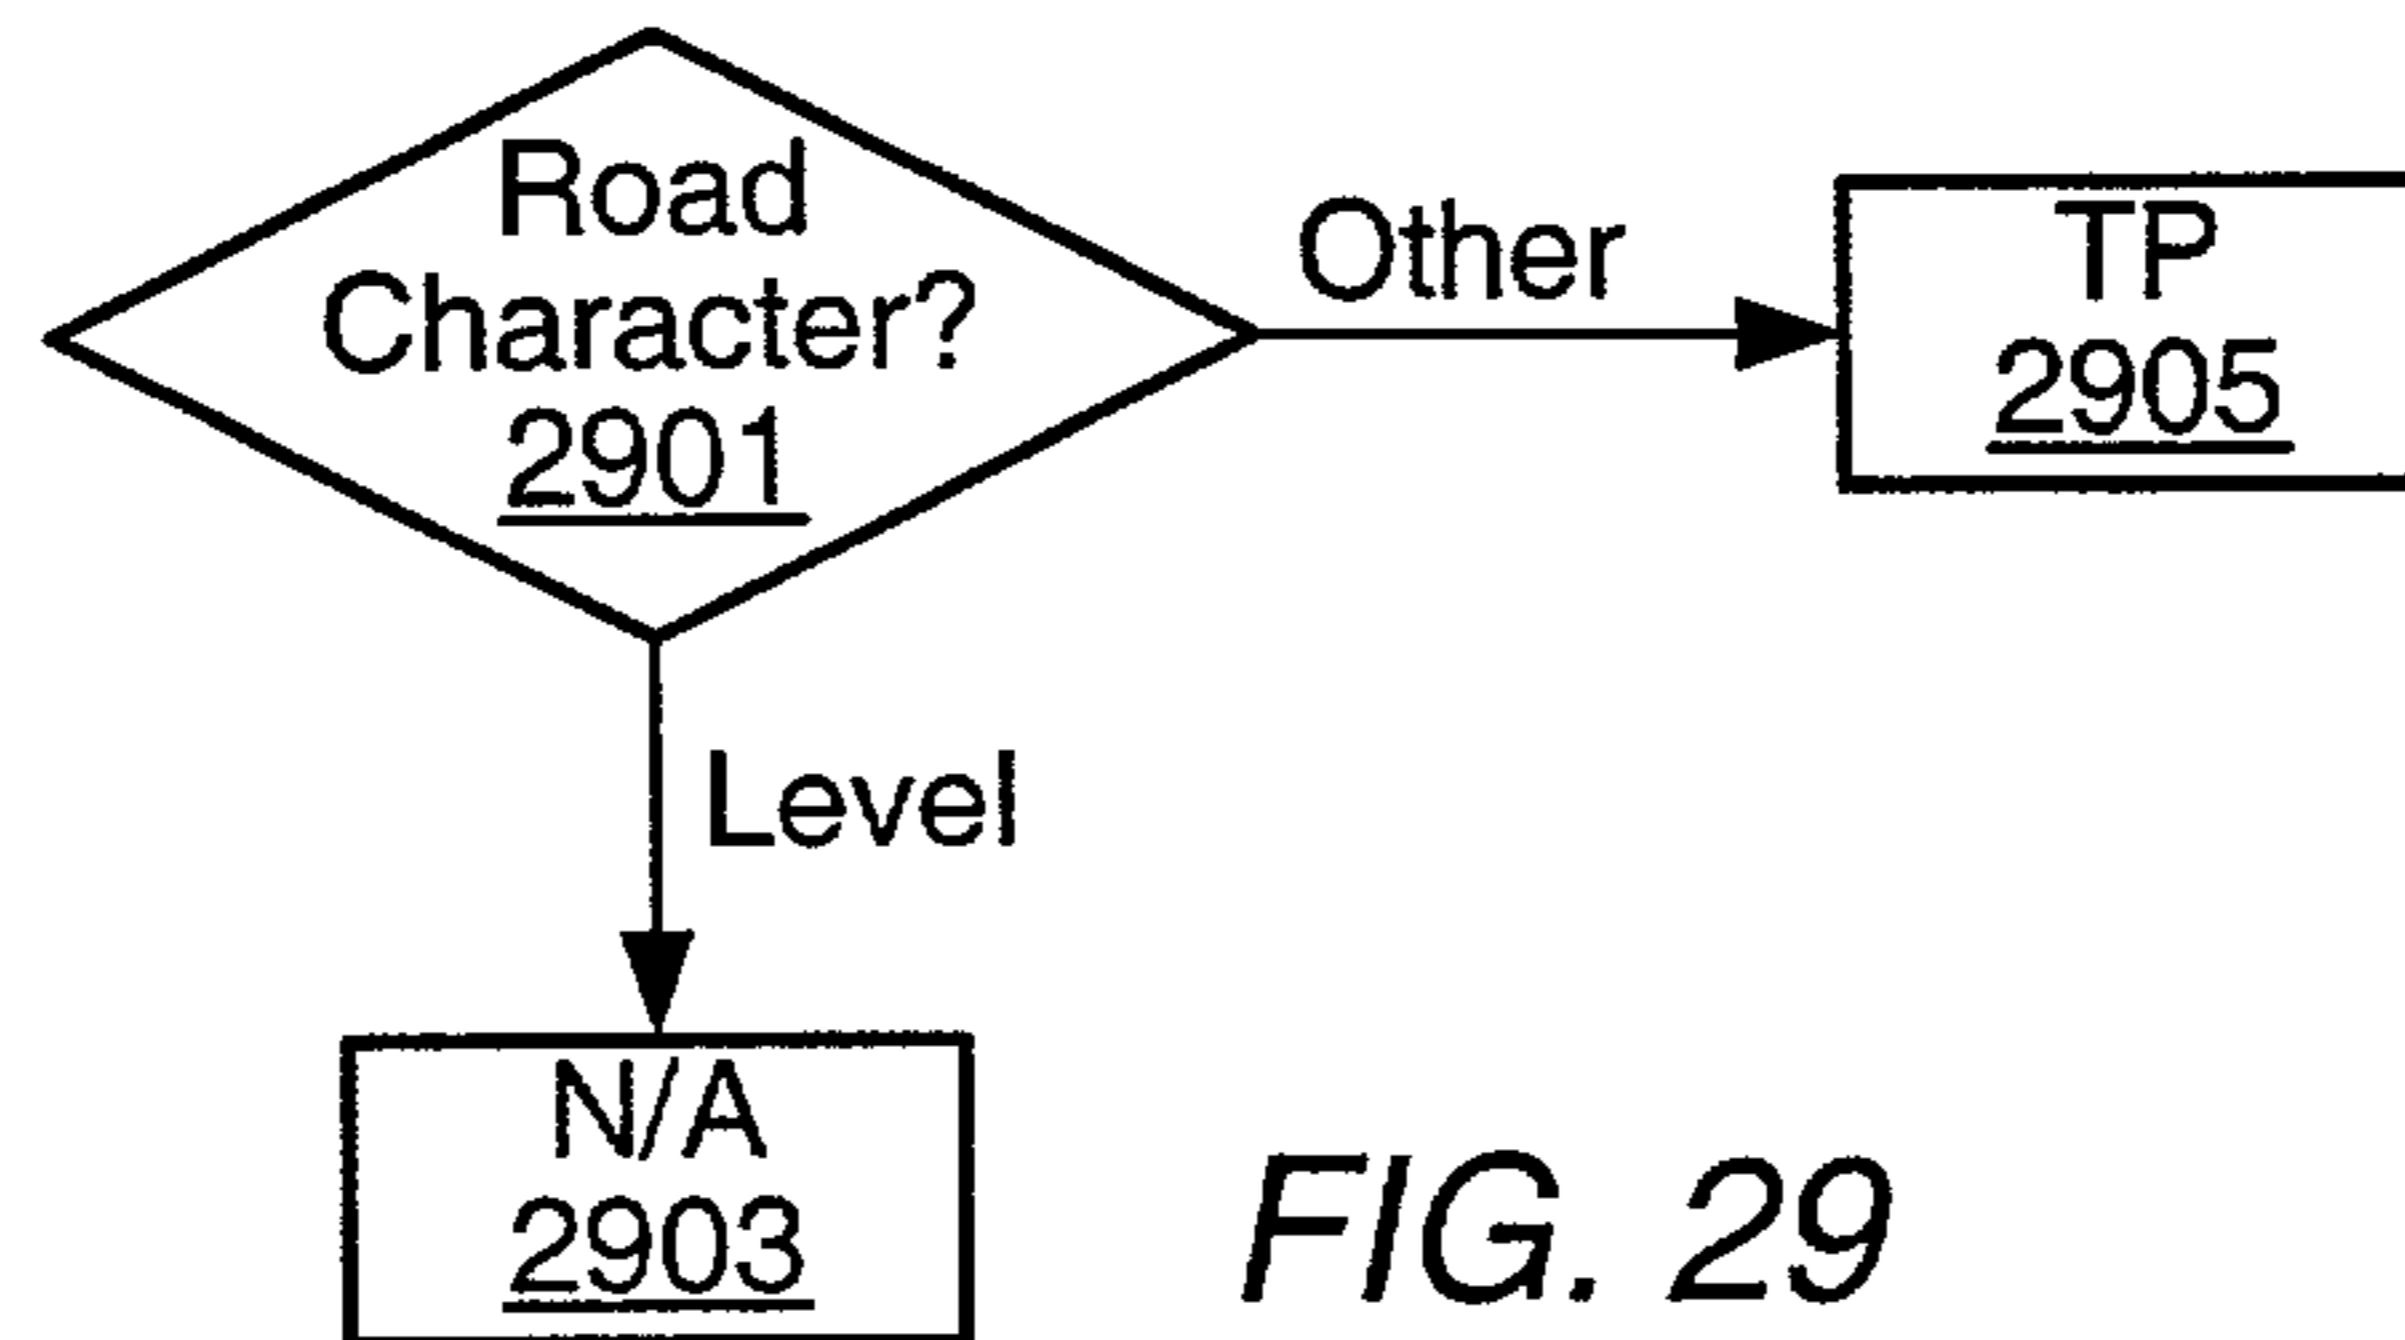 Road
Character?
2901
Other
TP
2905
Level
N/A
2903
FIG. 29